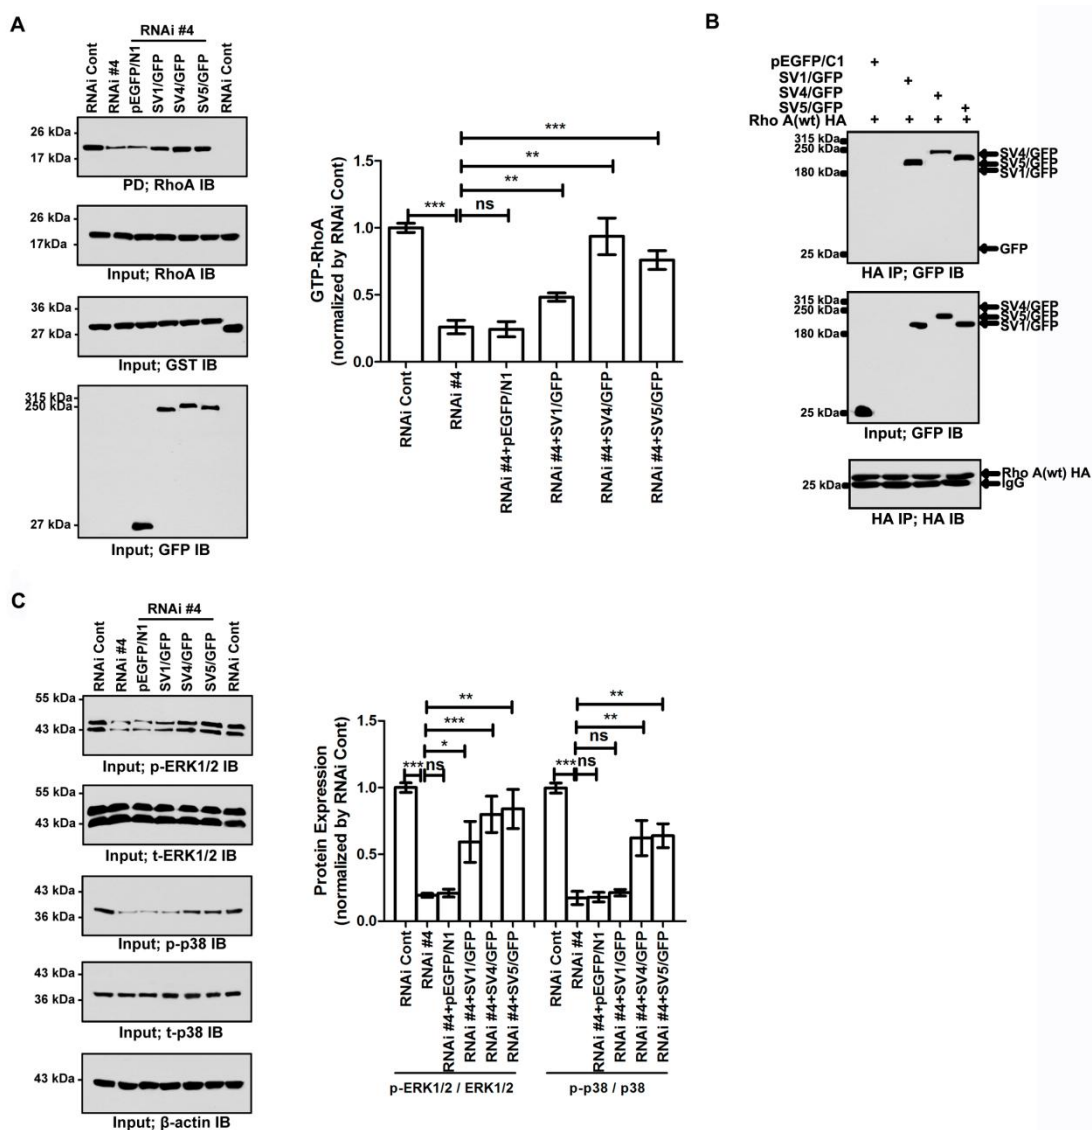 A
RNAi #4
RNAi Cont
RNAi #4
pEGFP/N1
SV1/GFP
SV4/GFP
SV5/GFP
RNAi Cont
26 kDa
17 kDa
PD; RhoA IB
26 kDa
17kDa
Input; RhoA IB
36 kDa
27 kDa
Input; GST IB
315 kDa
250 kDa
27 kDa
Input; GFP IB
GTP-RhoA
(normalized by RNAi Cont)
1.5
1.0
0.5
0.0
***
**
**
*** ns
RNAi Cont
RNAi #4
RNAi #4+pEGFP/N1
RNAi #4+SV1/GFP
RNAi #4+SV4/GFP
RNAi #4+SV5/GFP
B
pEGFP/C1 +
SV1/GFP +
SV4/GFP +
SV5/GFP +
Rho A(wt) HA + + + +
315 kDa
250 kDa
180 kDa
25 kDa
SV4/GFP
SV5/GFP
SV1/GFP
GFP
HA IP; GFP IB
315 kDa
250 kDa
180 kDa
25 kDa
SV4/GFP
SV5/GFP
SV1/GFP
Input; GFP IB
25 kDa
Rho A(wt) HA
IgG
HA IP; HA IB
C
RNAi #4
RNAi Cont
RNAi #4
pEGFP/N1
SV1/GFP
SV4/GFP
SV5/GFP
RNAi Cont
55 kDa
43 kDa
Input; p-ERK1/2 IB
55 kDa
43 kDa
Input; t-ERK1/2 IB
43 kDa
36 kDa
Input; p-p38 IB
43 kDa
36 kDa
Input; t-p38 IB
43 kDa
Input; β-actin IB
Protein Expression
(normalized by RNAi Cont)
1.5
1.0
0.5
0.0
**
***
*
*** ns
**
**
ns
*** ns
RNAi Cont
RNAi #4
RNAi #4+pEGFP/N1
RNAi #4+SV1/GFP
RNAi #4+SV4/GFP
RNAi #4+SV5/GFP
RNAi Cont
RNAi #4
RNAi #4+pEGFP/N1
RNAi #4+SV1/GFP
RNAi #4+SV4/GFP
RNAi #4+SV5/GFP
p-ERK1/2 / ERK1/2
p-p38 / p38